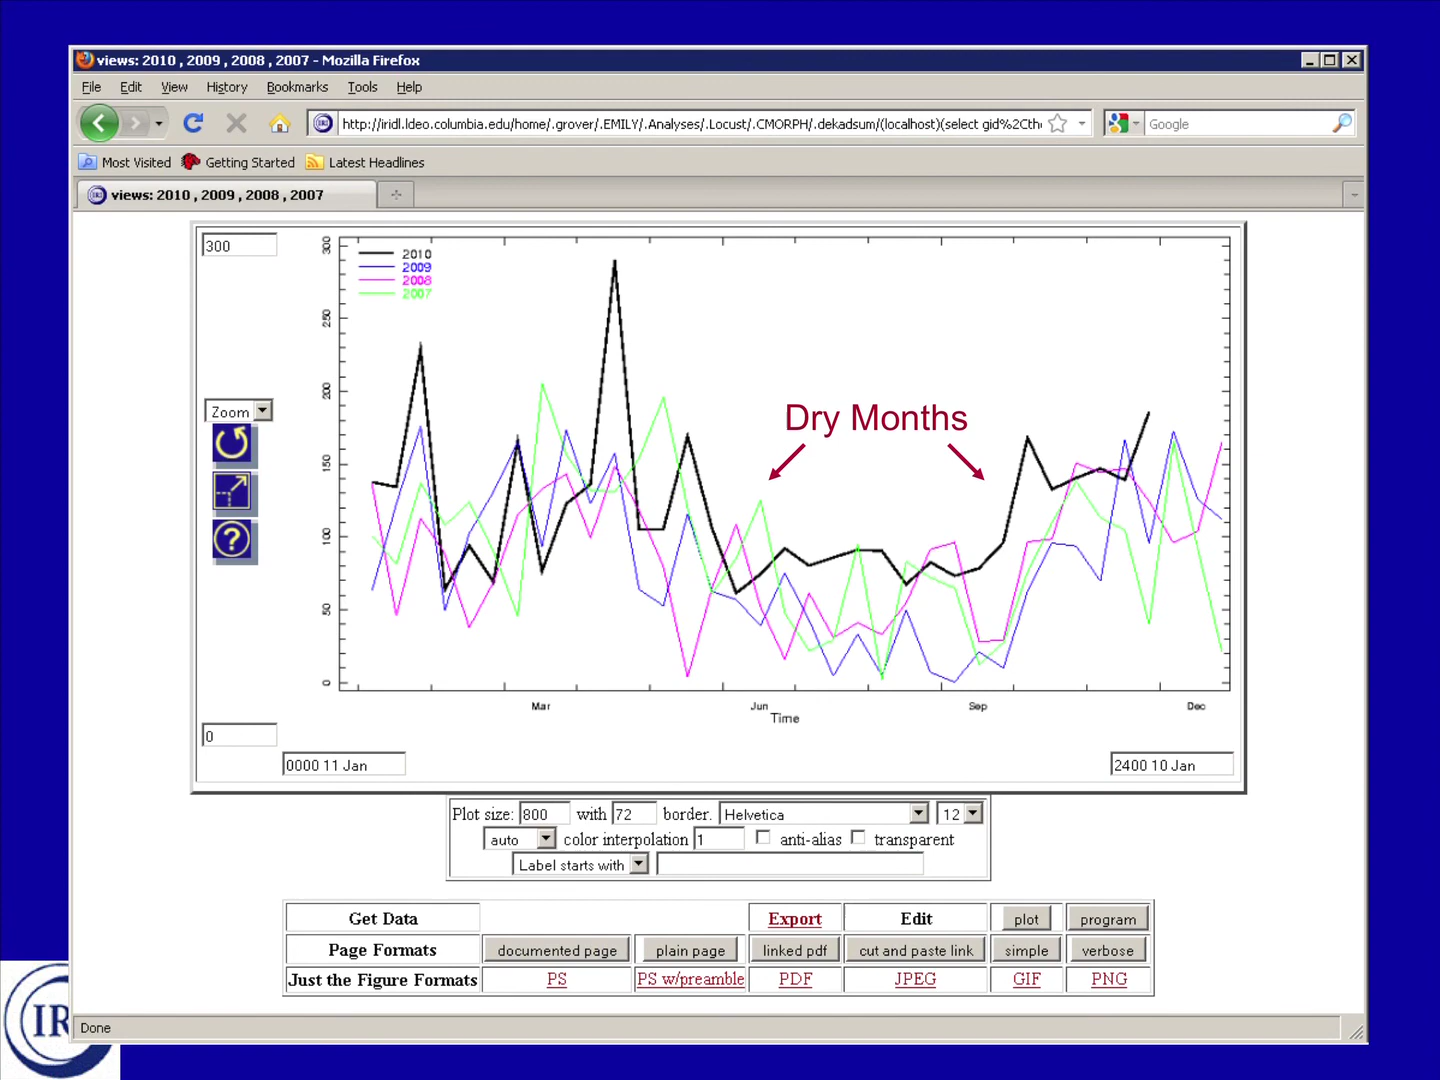 views: 2010 , 2009 , 2008 , 2007 - Mozilla Firefox
File Edit View History Bookmarks Tools Help
http://iridl.ldeo.columbia.edu/home/.grover/.EMILY/.Analyses/.Locust/.CMORPH/.dekadsum/(localhost)(select gid%2Cth
Google
Most Visited Getting Started Latest Headlines
views: 2010 , 2009 , 2008 , 2007
300
2010
2009
2008
2007
300
250
200
150
100
50
0
Zoom
Dry Months
Mar Jun Sep Dec
Time
0
0000 11 Jan
2400 10 Jan
Plot size: 800 with 72 border. Helvetica 12
auto color interpolation 1 anti-alias transparent
Label starts with
Get Data Export Edit plot program
Page Formats documented page plain page linked pdf cut and paste link simple verbose
Just the Figure Formats PS PS w/preamble PDF JPEG GIF PNG
IR
Done